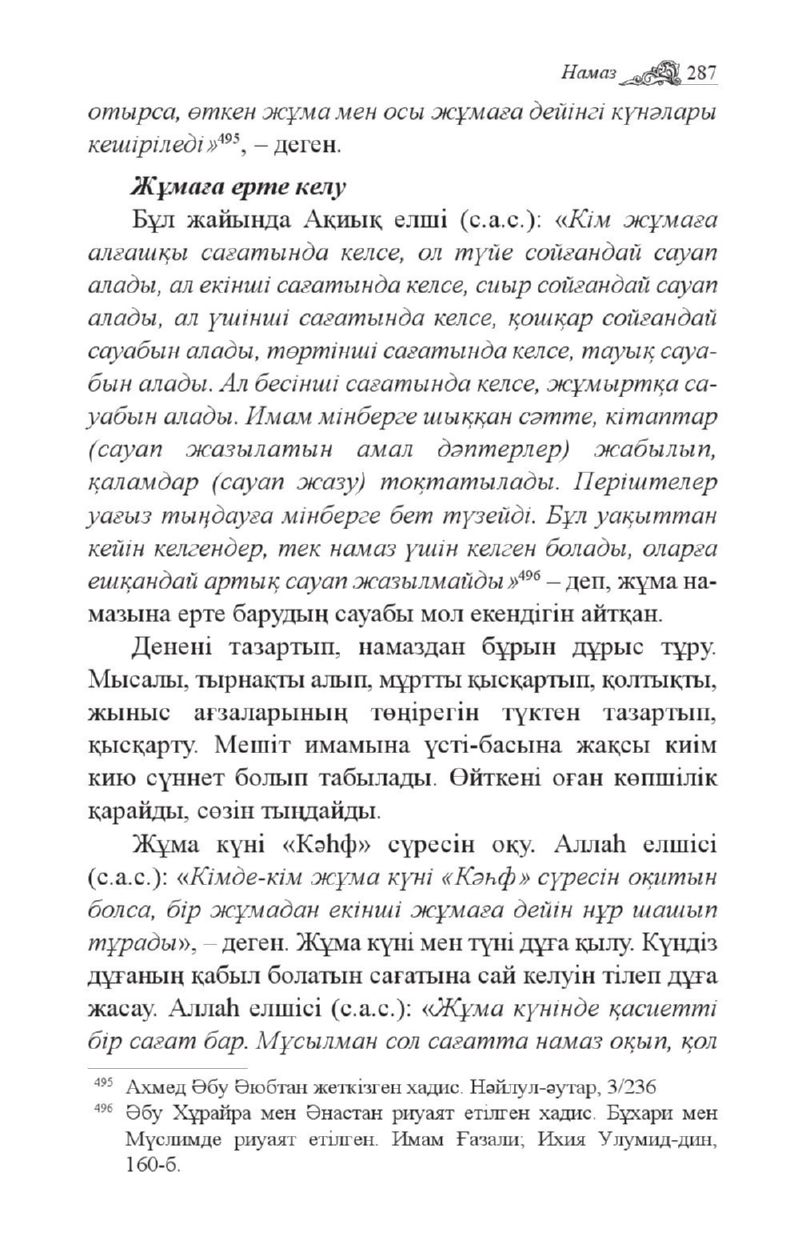 Намаз 287
отырса, өткен жұма мен осы жұмаға дейінгі күнәлары
кешіріледі»⁴⁹⁵, – деген.
Жұмаға ерте келу
Бұл жайында Ақиық елші (с.а.с.): «Кім жұмаға
алғашқы сағатында келсе, ол түйе сойғандай сауап
алады, ал екінші сағатында келсе, сиыр сойғандай сауап
алады, ал үшінші сағатында келсе, қошқар сойғандай
сауабын алады, төртінші сағатында келсе, тауық сауа-
бын алады. Ал бесінші сағатында келсе, жұмыртқа са-
уабын алады. Имам мінберге шыққан сәтте, кітаптар
(сауап жазылатын амал дәптерлер) жабылып,
қаламдар (сауап жазу) тоқтатылады. Періштелер
уағыз тыңдауға мінберге бет түзейді. Бұл уақыттан
кейін келгендер, тек намаз үшін келген болады, оларға
ешқандай артық сауап жазылмайды»⁴⁹⁶ – деп, жұма на-
мазына ерте барудың сауабы мол екендігін айтқан.
Денені тазартып, намаздан бұрын дұрыс тұру.
Мысалы, тырнақты алып, мұртты қысқартып, қолтықты,
жыныс ағзаларының төңірегін түктен тазартып,
қысқарту. Мешіт имамына үсті-басына жақсы киім
кию сүннет болып табылады. Өйткені оған көпшілік
қарайды, сөзін тыңдайды.
Жұма күні «Кәһф» сүресін оқу. Аллаһ елшісі
(с.а.с.): «Кімде-кім жұма күні «Кәһф» сүресін оқитын
болса, бір жұмадан екінші жұмаға дейін нұр шашып
тұрады», – деген. Жұма күні мен түні дұға қылу. Күндіз
дұғаның қабыл болатын сағатына сай келуін тілеп дұға
жасау. Аллаһ елшісі (с.а.с.): «Жұма күнінде қасиетті
бір сағат бар. Мұсылман сол сағатта намаз оқып, қол
⁴⁹⁵ Ахмед Әбу Әюбтан жеткізген хадис. Нәйлул-әутар, 3/236
⁴⁹⁶ Әбу Хұрайра мен Әнастан риуаят етілген хадис. Бұхари мен
Мүслимде риуаят етілген. Имам Ғазали; Ихия Улумид-дин,
160-б.